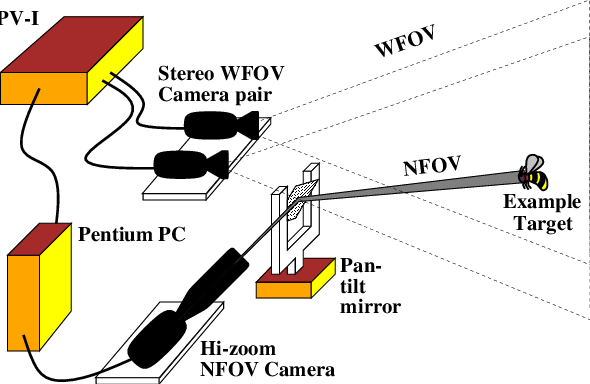 PV-I
WFOV
Stereo WFOV
Camera pair
NFOV
Example
Target
Pentium PC
Pan-
tilt
mirror
Hi-zoom
NFOV Camera